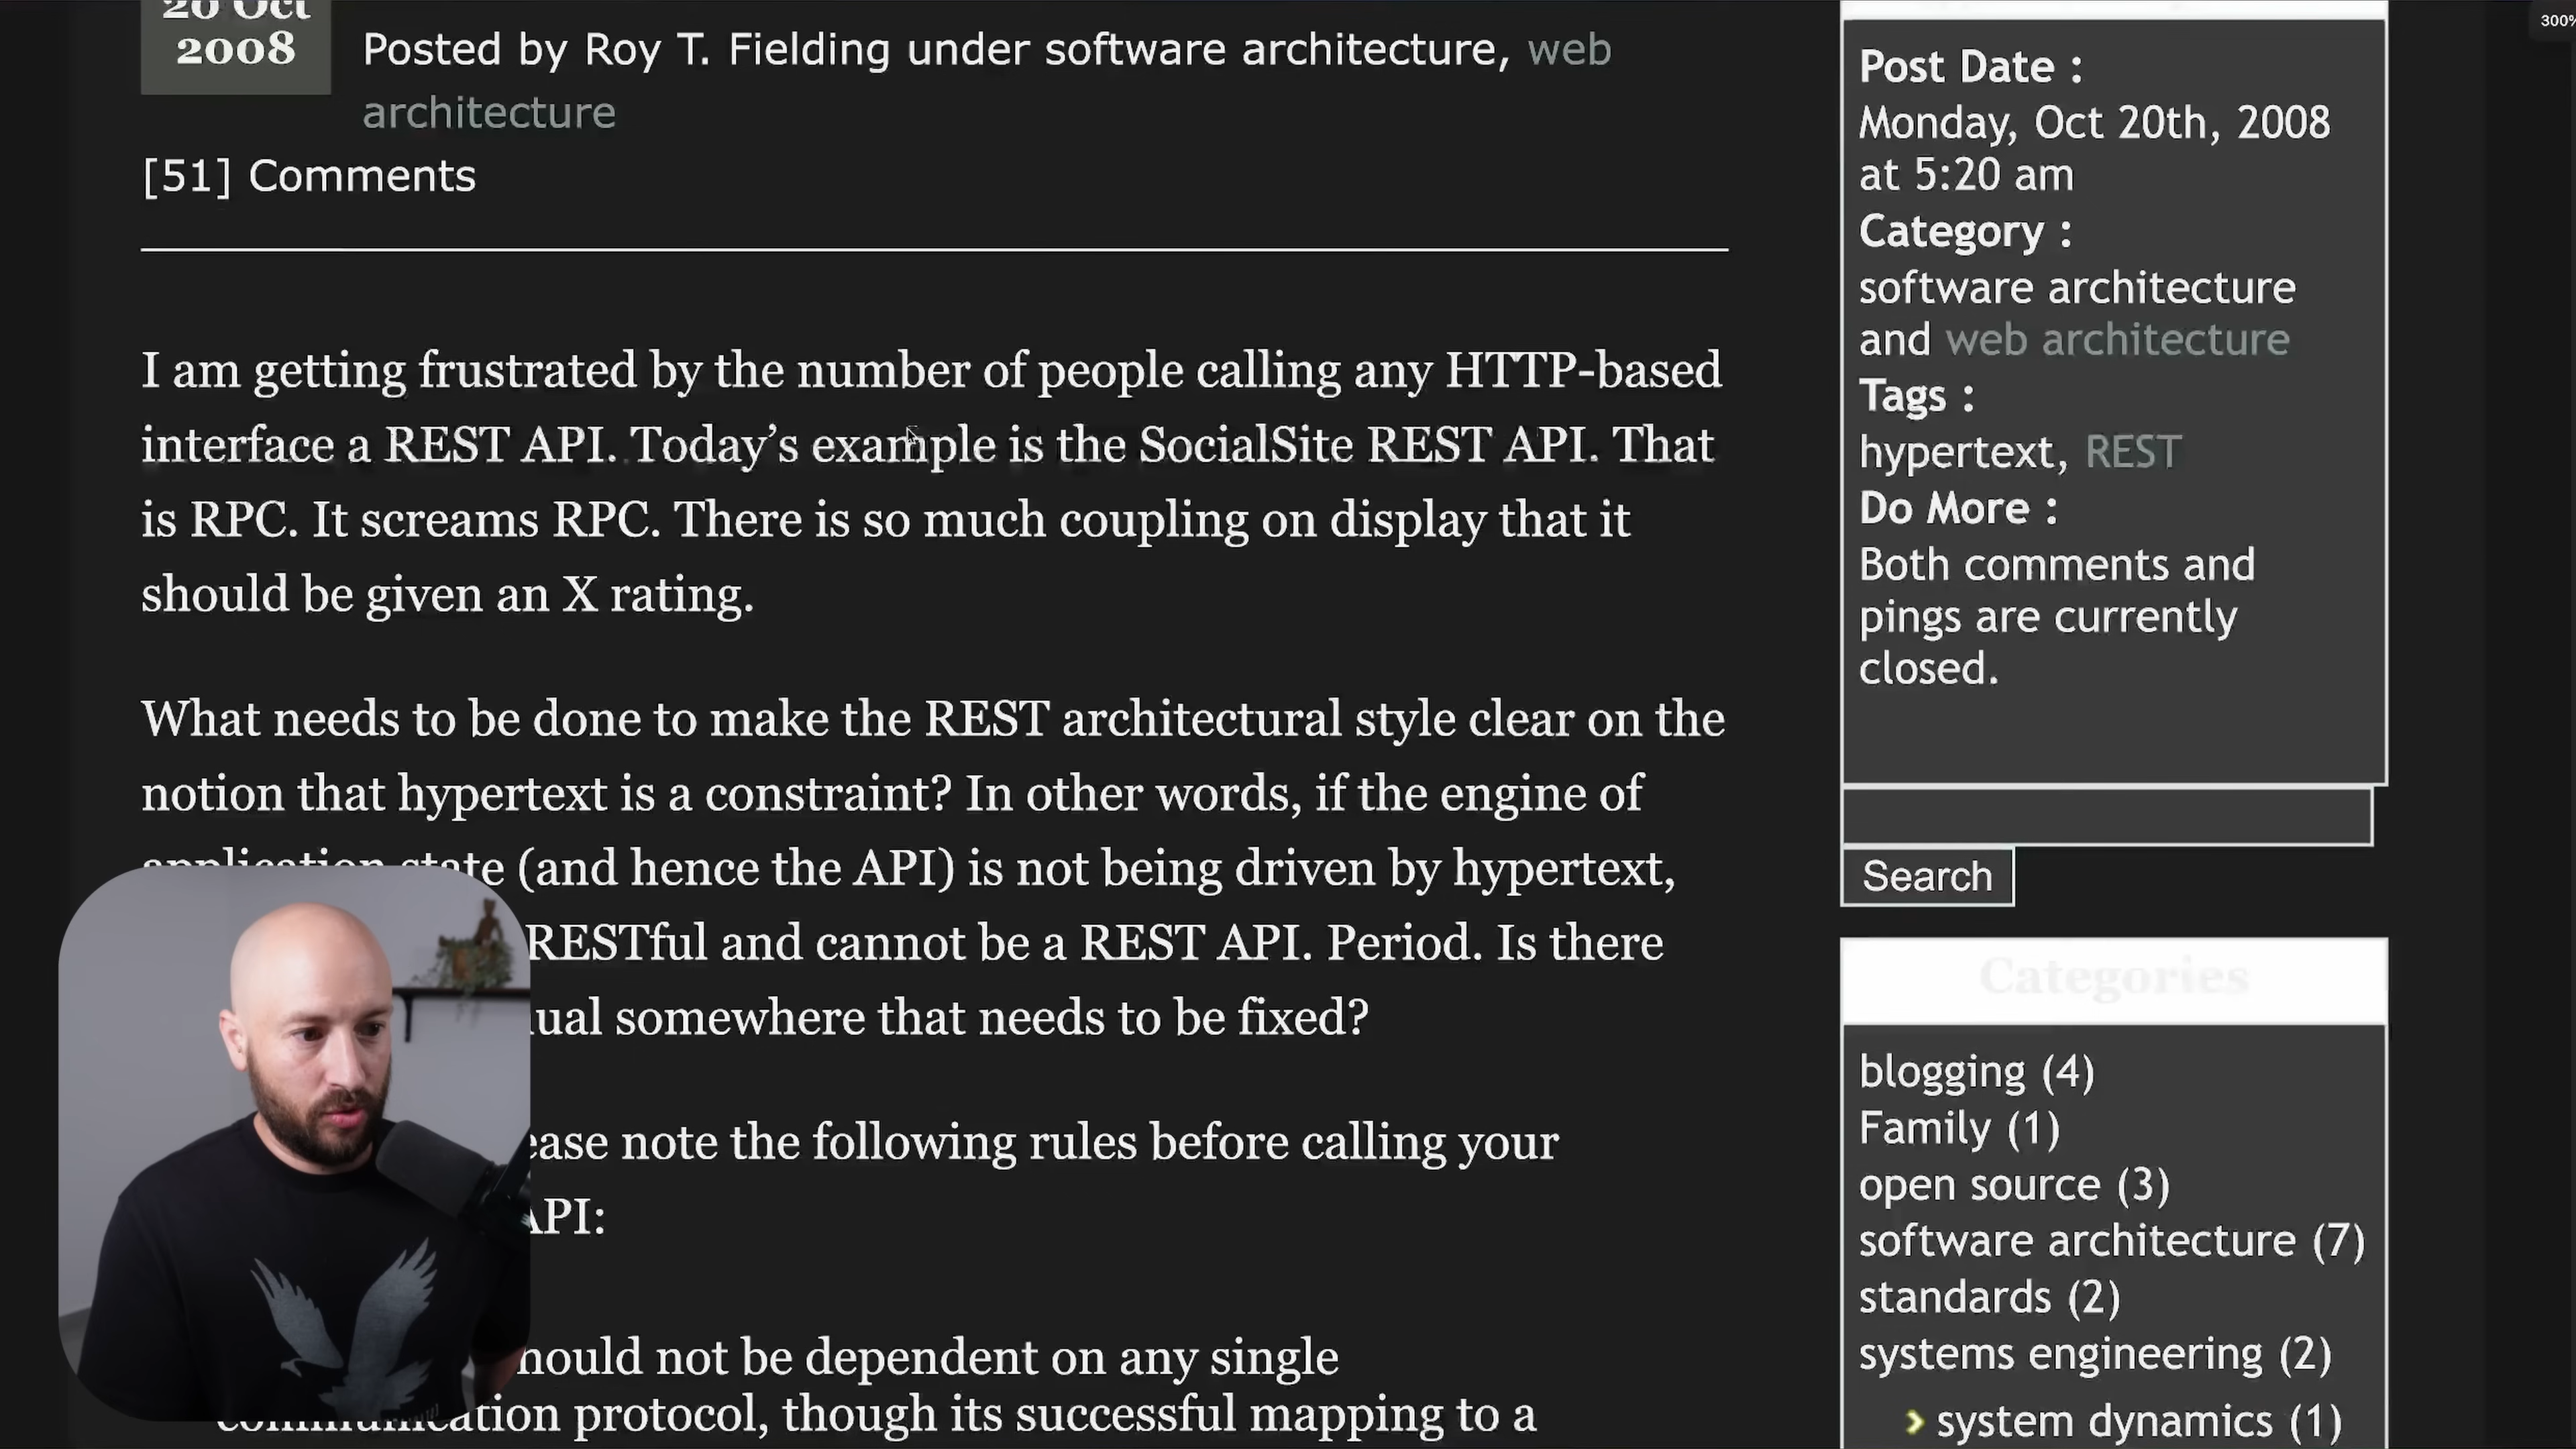 20 Oct
2008
Posted by Roy T. Fielding under software architecture, web
architecture
[51] Comments
I am getting frustrated by the number of people calling any HTTP-based
interface a REST API. Today’s example is the SocialSite REST API. That
is RPC. It screams RPC. There is so much coupling on display that it
should be given an X rating.
What needs to be done to make the REST architectural style clear on the
notion that hypertext is a constraint? In other words, if the engine of
application state (and hence the API) is not being driven by hypertext,
RESTful and cannot be a REST API. Period. Is there
somewhere that needs to be fixed?
note the following rules before calling your
API:
not be dependent on any single
communication protocol, though its successful mapping to a
300%
Post Date :
Monday, Oct 20th, 2008
at 5:20 am
Category :
software architecture
and web architecture
Tags :
hypertext, REST
Do More :
Both comments and
pings are currently
closed.
Search
Categories
blogging (4)
Family (1)
open source (3)
software architecture (7)
standards (2)
systems engineering (2)
system dynamics (1)